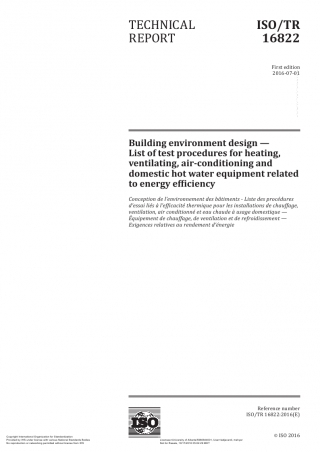 TECHNICAL
REPORT
ISO/TR
16822
First edition
2016-07-01
Building environment design —
List of test procedures for heating,
ventilating, air-conditioning and
domestic hot water equipment related
to energy efficiency
Conception de l'environnement des bâtiments - Liste des procédures
d'essai liés à l'efficacité thermique pour les installations de chauffage,
ventilation, air conditionné et eau chaude à usage domestique —
Équipement de chauffage, de ventilation et de refroidissement —
Exigences relatives au rendement d'énergie
Reference number
ISO/TR 16822:2016(E)
ISO
© ISO 2016